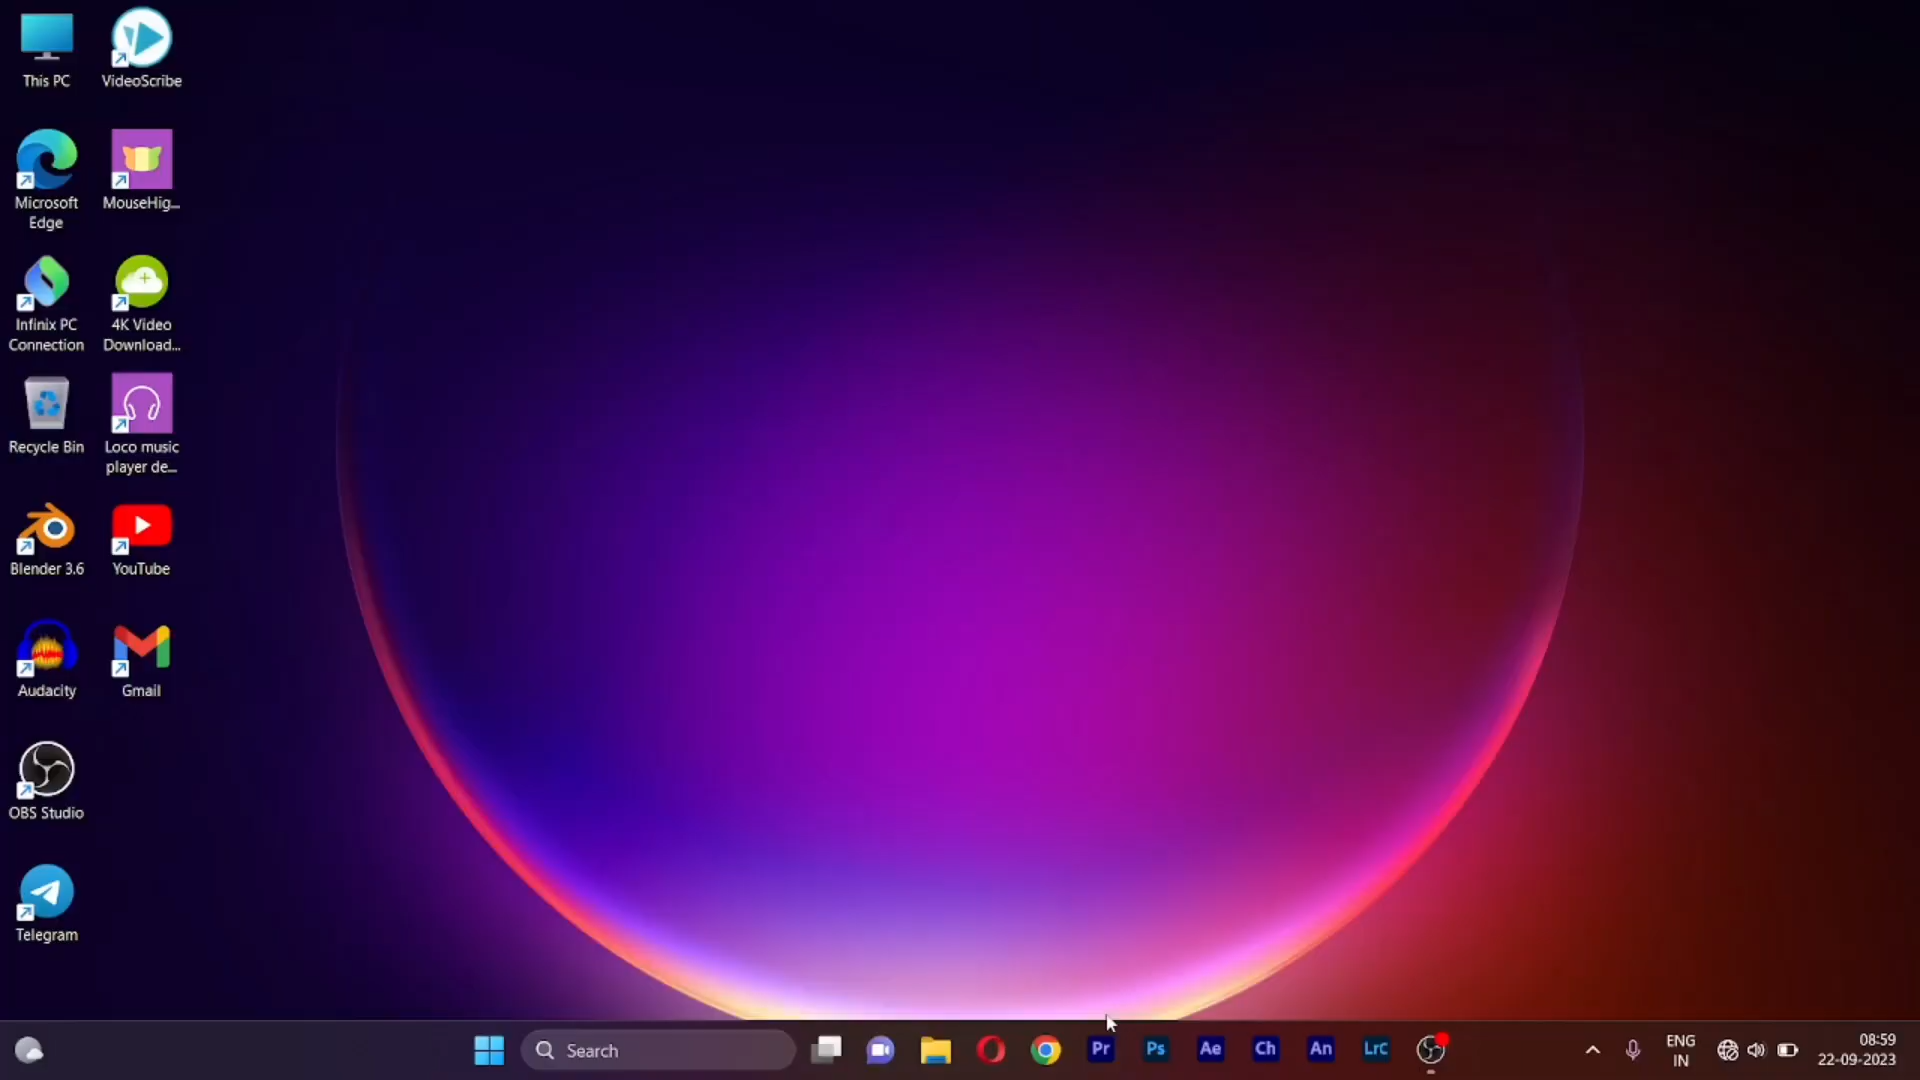 This PC
VideoScribe
Microsoft
Edge
MouseHig...
Infinix PC
Connection
4K Video
Download...
Recycle Bin
Loco music
player de...
Blender 3.6
YouTube
Audacity
Gmail
OBS Studio
Telegram
Search
Pr
Ps
Ae
Ch
An
LrC
ENG
IN
08:59
22-09-2023